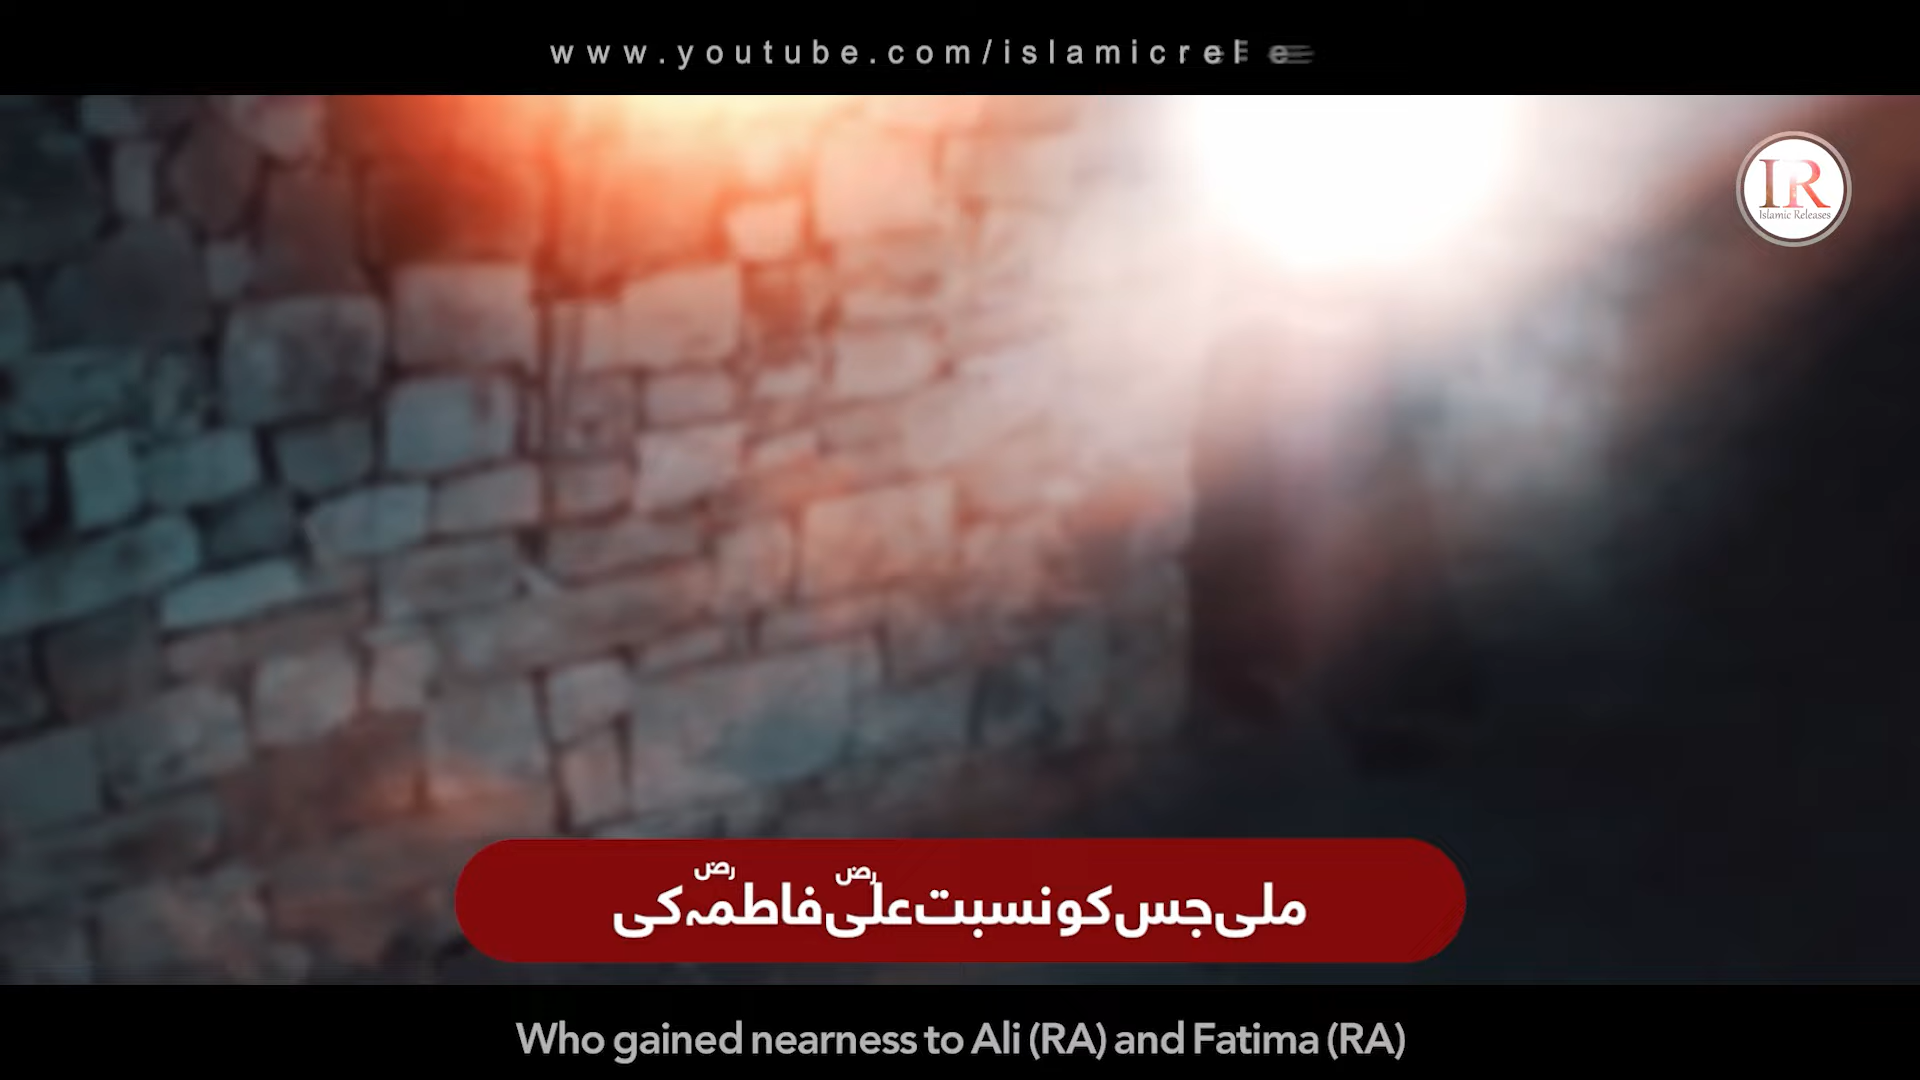 www.youtube.com/islamicrel e
IR
Islamic Releases
ملی جس کو نسبت علیؓ فاطمہؓ کی
Who gained nearness to Ali (RA) and Fatima (RA)